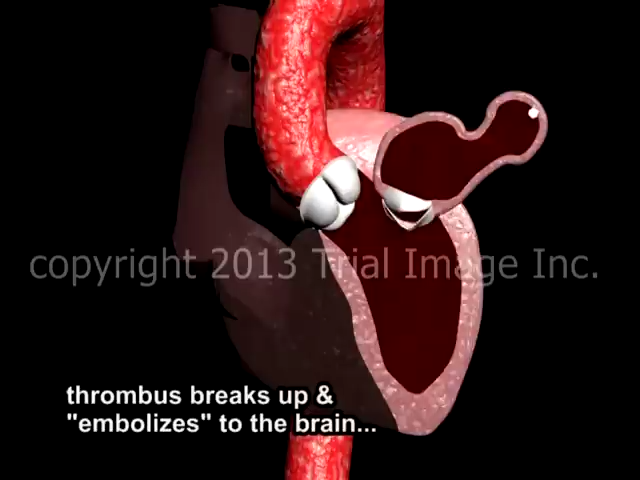 copyright 2013 Trial Image Inc.
thrombus breaks up &
"embolizes" to the brain...